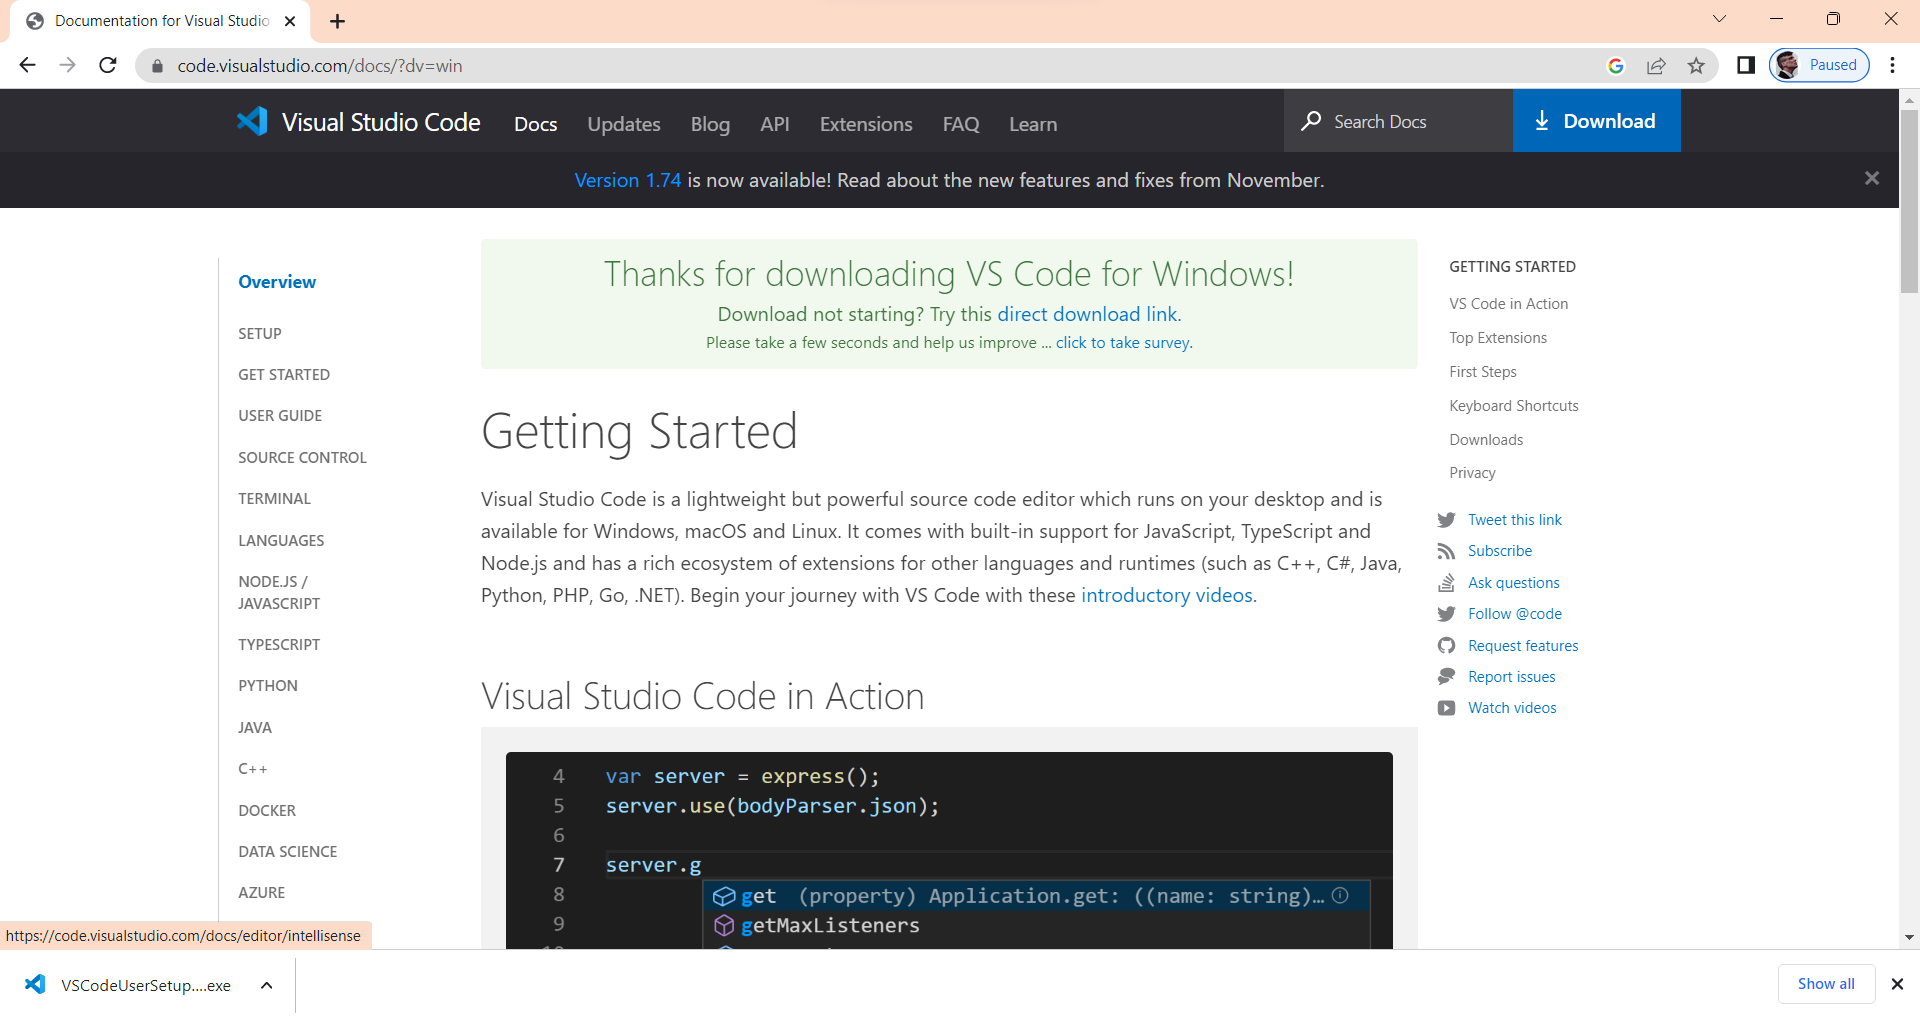 Documentation for Visual Studio
code.visualstudio.com/docs/?dv=win
Paused
Visual Studio Code
Docs
Updates
Blog
API
Extensions
FAQ
Learn
Search Docs
Download
Version 1.74 is now available! Read about the new features and fixes from November.
Overview
SETUP
GET STARTED
USER GUIDE
SOURCE CONTROL
TERMINAL
LANGUAGES
NODE.JS /
JAVASCRIPT
TYPESCRIPT
PYTHON
JAVA
C++
DOCKER
DATA SCIENCE
AZURE
Thanks for downloading VS Code for Windows!
Download not starting? Try this direct download link.
Please take a few seconds and help us improve ... click to take survey.
Getting Started
Visual Studio Code is a lightweight but powerful source code editor which runs on your desktop and is
available for Windows, macOS and Linux. It comes with built-in support for JavaScript, TypeScript and
Node.js and has a rich ecosystem of extensions for other languages and runtimes (such as C++, C#, Java,
Python, PHP, Go, .NET). Begin your journey with VS Code with these introductory videos.
Visual Studio Code in Action
4 var server = express();
5 server.use(bodyParser.json);
6
7 server.g
8 get (property) Application.get: ((name: string)...
9 getMaxListeners
GETTING STARTED
VS Code in Action
Top Extensions
First Steps
Keyboard Shortcuts
Downloads
Privacy
Tweet this link
Subscribe
Ask questions
Follow @code
Request features
Report issues
Watch videos
https://code.visualstudio.com/docs/editor/intellisense
VSCodeUserSetup....exe
Show all